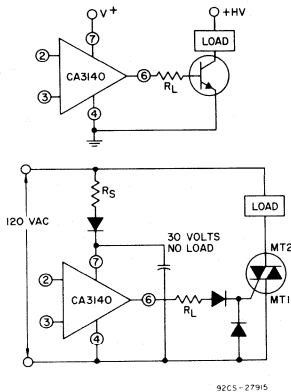 V+
+HV
LOAD
7
2
CA3140
6
3
RL
4
RS
LOAD
120 VAC
30 VOLTS
NO LOAD
MT2
7
2
CA3140
6
3
RL
MT1
4
92CS-27915